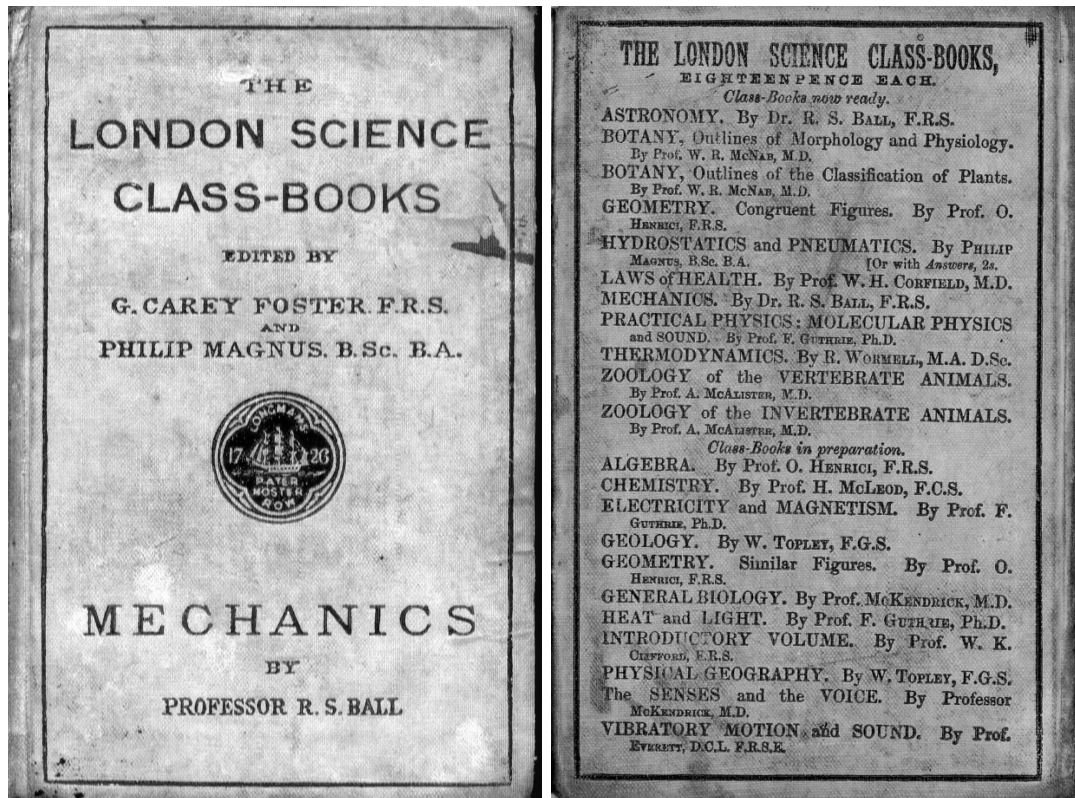 THE
LONDON SCIENCE
CLASS-BOOKS
EDITED BY
G. CAREY FOSTER. F.R.S.
AND
PHILIP MAGNUS. B.Sc. B.A.
LONGMANS
17 26
PATER
NOSTER
ROW
MECHANICS
BY
PROFESSOR R. S. BALL
THE LONDON SCIENCE CLASS-BOOKS,
EIGHTEENPENCE EACH.
Class-Books now ready.
ASTRONOMY. By Dr. R. S. BALL, F.R.S.
BOTANY, Outlines of Morphology and Physiology.
By Prof. W. R. McNAB, M.D.
BOTANY, Outlines of the Classification of Plants.
By Prof. W. R. McNAB, M.D.
GEOMETRY. Congruent Figures. By Prof. O.
HENRICI, F.R.S.
HYDROSTATICS and PNEUMATICS. By PHILIP
MAGNUS, B.Sc. B.A. [Or with Answers, 2s.
LAWS of HEALTH. By Prof. W. H. CORFIELD, M.D.
MECHANICS. By Dr. R. S. BALL, F.R.S.
PRACTICAL PHYSICS: MOLECULAR PHYSICS
and SOUND. By Prof. F. GUTHRIE, Ph.D.
THERMODYNAMICS. By R. WORMELL, M.A. D.Sc.
ZOOLOGY of the VERTEBRATE ANIMALS.
By Prof. A. McALISTER, M.D.
ZOOLOGY of the INVERTEBRATE ANIMALS.
By Prof. A. McALISTER, M.D.
Class-Books in preparation.
ALGEBRA. By Prof. O. HENRICI, F.R.S.
CHEMISTRY. By Prof. H. McLEOD, F.C.S.
ELECTRICITY and MAGNETISM. By Prof. F.
GUTHRIE, Ph.D.
GEOLOGY. By W. TOPLEY, F.G.S.
GEOMETRY. Similar Figures. By Prof. O.
HENRICI, F.R.S.
GENERAL BIOLOGY. By Prof. McKENDRICK, M.D.
HEAT and LIGHT. By Prof. F. GUTHRIE, Ph.D.
INTRODUCTORY VOLUME. By Prof. W. K.
CLIFFORD, F.R.S.
PHYSICAL GEOGRAPHY. By W. TOPLEY, F.G.S.
The SENSES and the VOICE. By Professor
McKENDRICK, M.D.
VIBRATORY MOTION and SOUND. By Prof.
EVERETT, D.C.L. F.R.S.E.